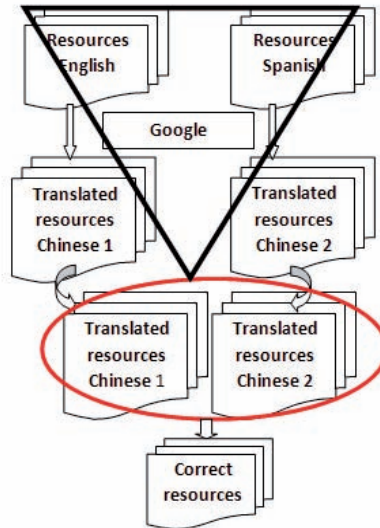 Resources
English
Resources
Spanish
Google
Translated
resources
Chinese 1
Translated
resources
Chinese 2
Translated
resources
Chinese 1
Translated
resources
Chinese 2
Correct
resources